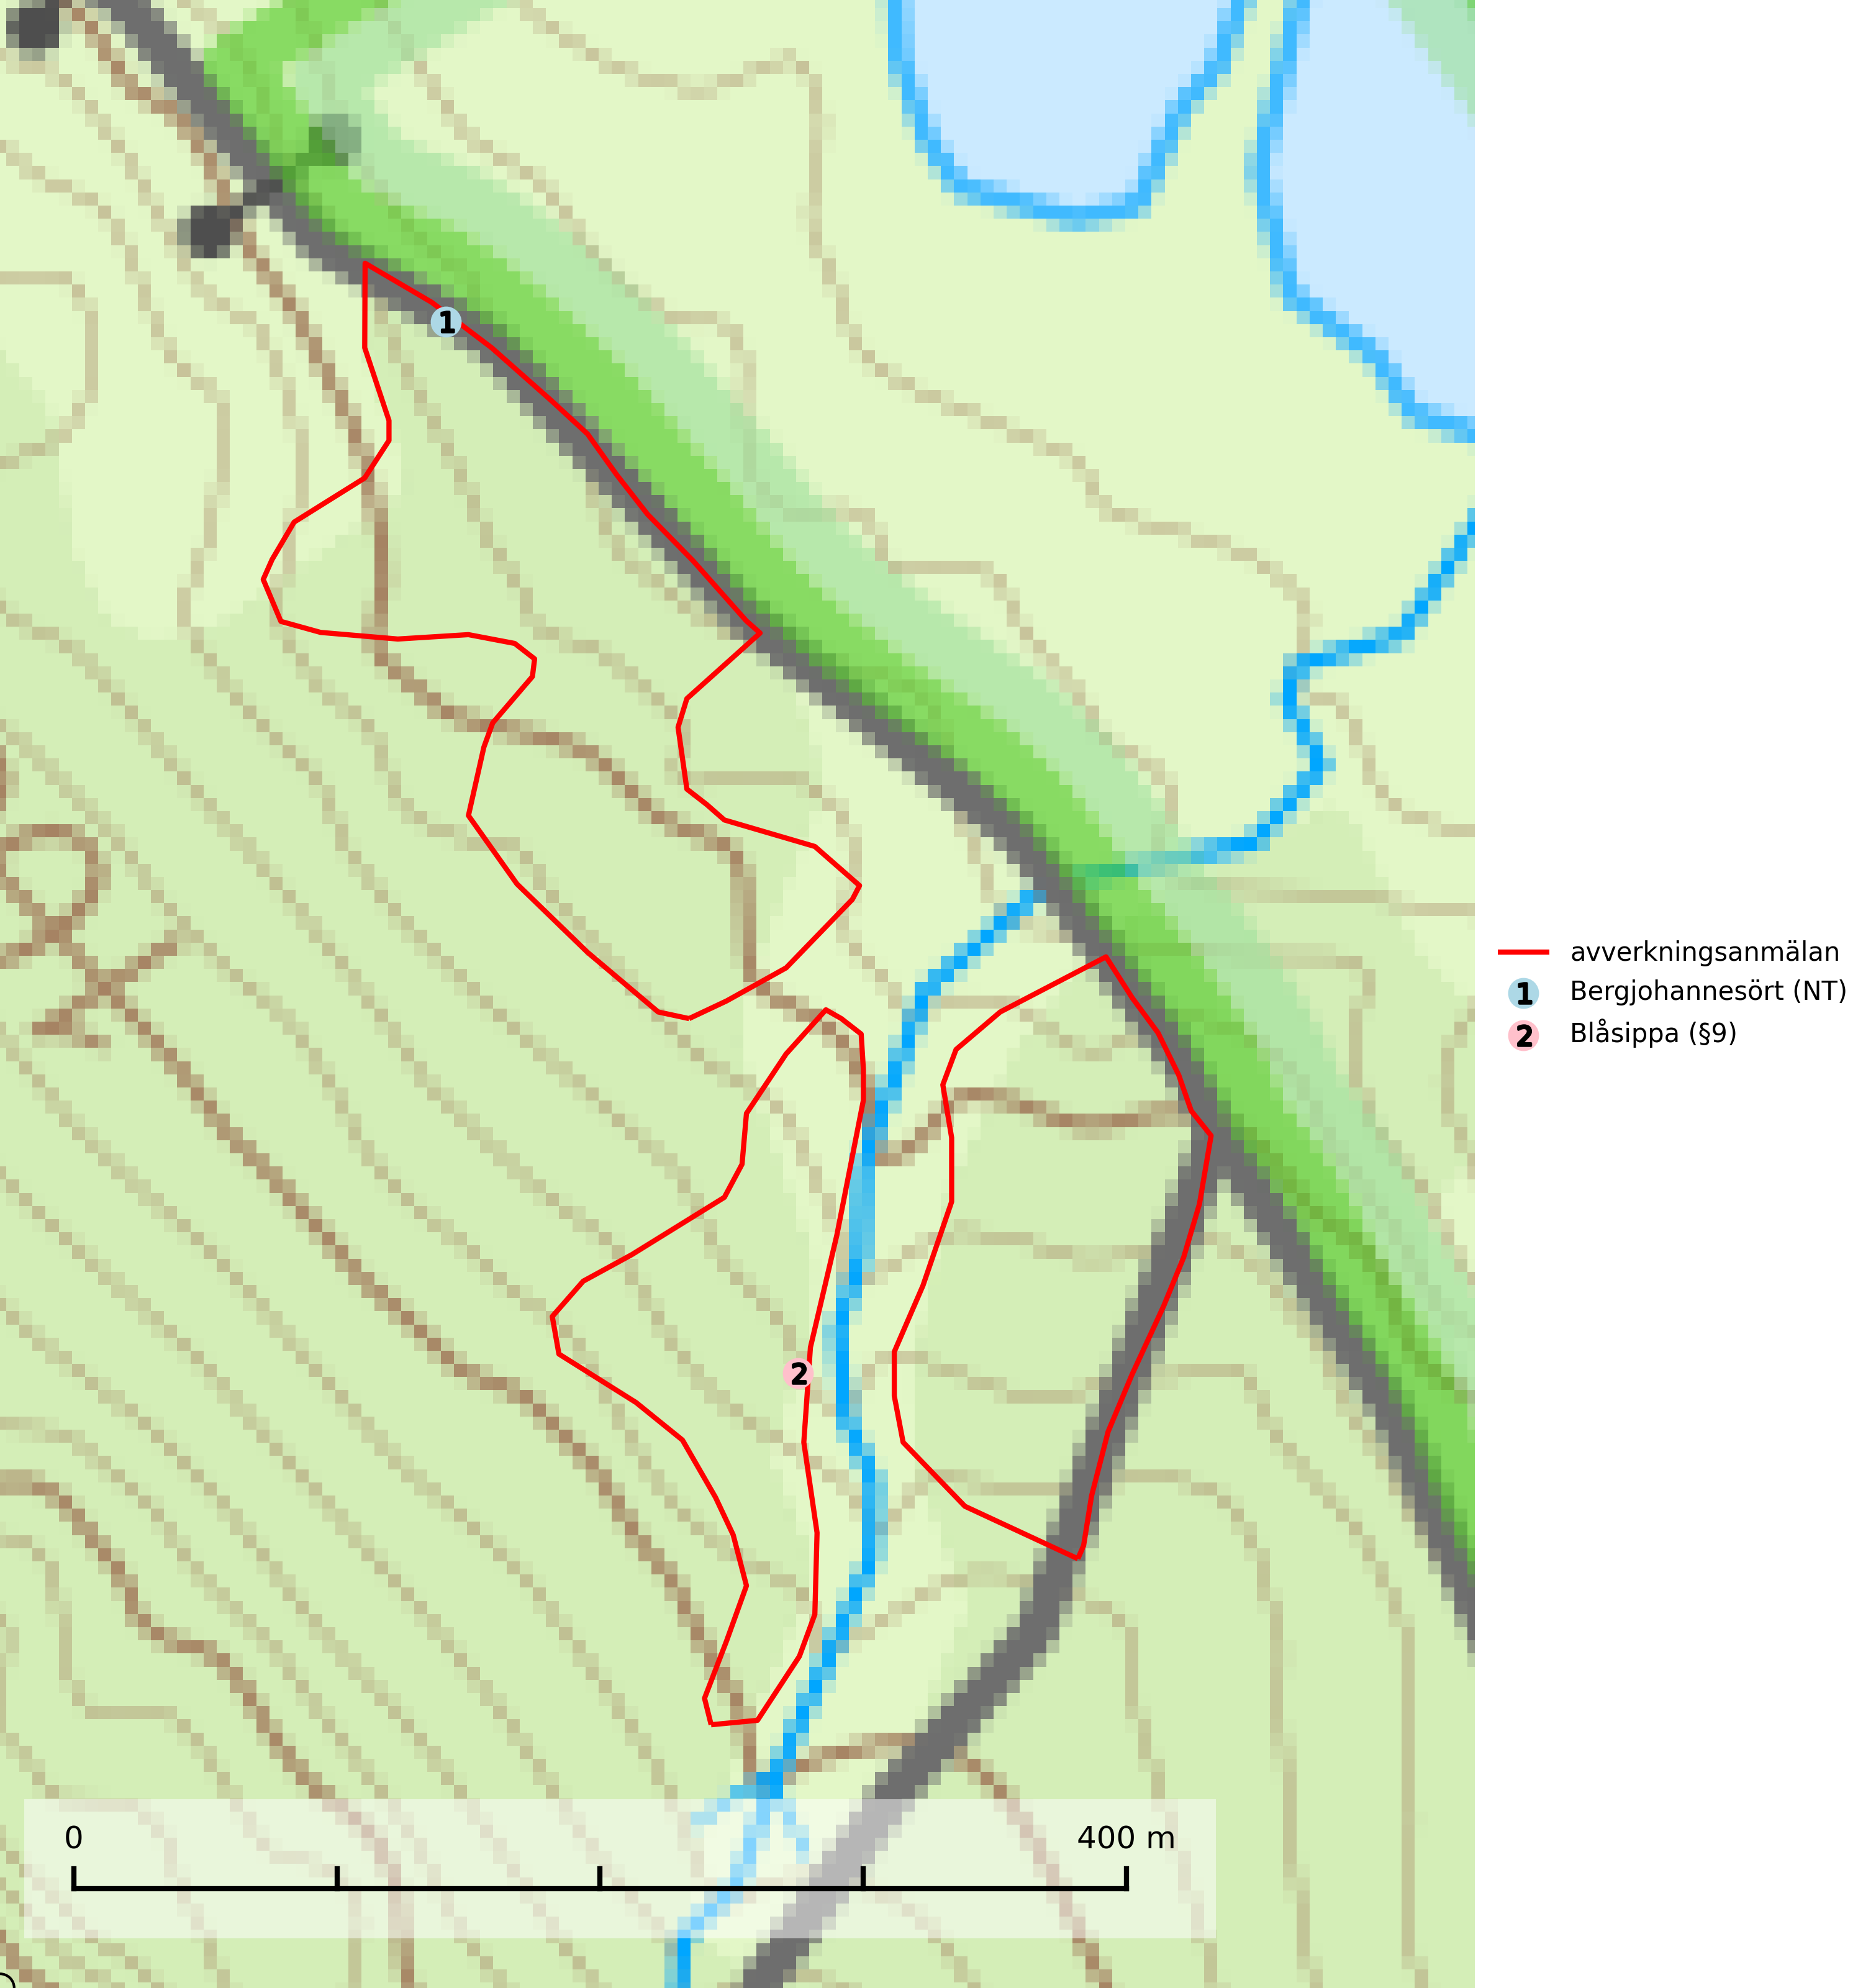 1
2
avverkningsanmälan
1 Bergjohannesört (NT)
2 Blåsippa (§9)
0 400 m